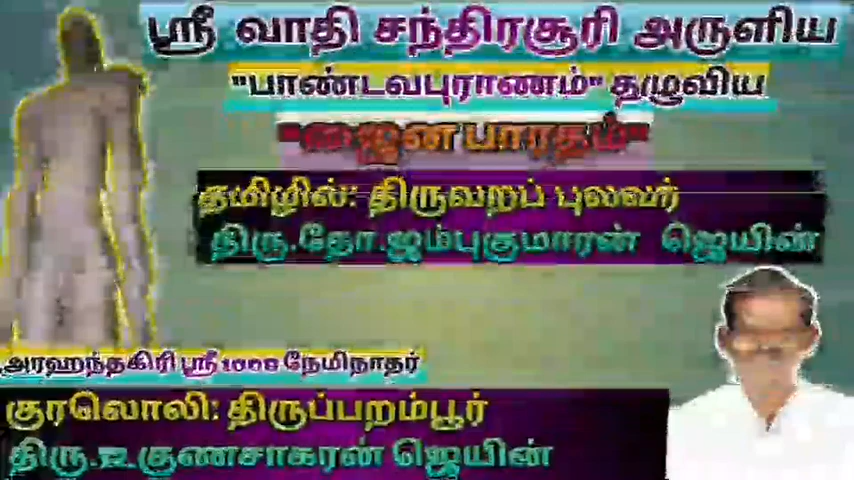 ஸ்ரீ வாதி சந்திரசூரி அருளிய
"பாண்டவபுராணம்" தழுவிய
"ஜைன பாரதம்"
தமிழில்: திருவறப் புலவர்
திரு.தோ.ஜம்புகுமாரன் ஜெயின்
அரஹந்தகிரி ஸ்ரீ 1008 நேமிநாதர்
குரலொலி: திருப்பறம்பூர்
திரு.உ.குணசாகரன் ஜெயின்